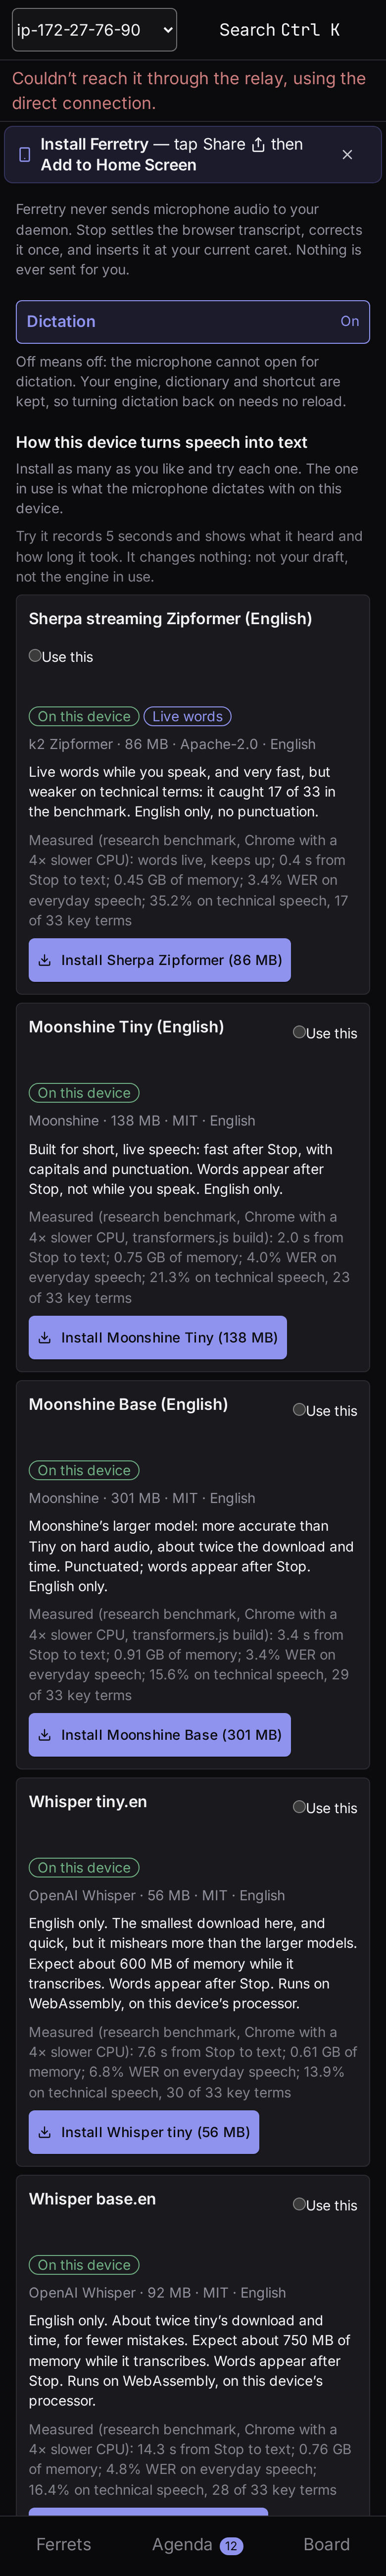 ip-172-27-76-90
Search Ctrl K
Couldn’t reach it through the relay, using the
direct connection.
Install Ferretry — tap Share then
Add to Home Screen
Ferretry never sends microphone audio to your
daemon. Stop settles the browser transcript, corrects
it once, and inserts it at your current caret. Nothing is
ever sent for you.
Dictation On
Off means off: the microphone cannot open for
dictation. Your engine, dictionary and shortcut are
kept, so turning dictation back on needs no reload.
How this device turns speech into text
Install as many as you like and try each one. The one
in use is what the microphone dictates with on this
device.
Try it records 5 seconds and shows what it heard and
how long it took. It changes nothing: not your draft,
not the engine in use.
Sherpa streaming Zipformer (English)
Use this
On this device Live words
k2 Zipformer · 86 MB · Apache-2.0 · English
Live words while you speak, and very fast, but
weaker on technical terms: it caught 17 of 33 in
the benchmark. English only, no punctuation.
Measured (research benchmark, Chrome with a
4× slower CPU): words live, keeps up; 0.4 s from
Stop to text; 0.45 GB of memory; 3.4% WER on
everyday speech; 35.2% on technical speech, 17
of 33 key terms
Install Sherpa Zipformer (86 MB)
Moonshine Tiny (English)
Use this
On this device
Moonshine · 138 MB · MIT · English
Built for short, live speech: fast after Stop, with
capitals and punctuation. Words appear after
Stop, not while you speak. English only.
Measured (research benchmark, Chrome with a
4× slower CPU, transformers.js build): 2.0 s from
Stop to text; 0.75 GB of memory; 4.0% WER on
everyday speech; 21.3% on technical speech, 23
of 33 key terms
Install Moonshine Tiny (138 MB)
Moonshine Base (English)
Use this
On this device
Moonshine · 301 MB · MIT · English
Moonshine’s larger model: more accurate than
Tiny on hard audio, about twice the download and
time. Punctuated; words appear after Stop.
English only.
Measured (research benchmark, Chrome with a
4× slower CPU, transformers.js build): 3.4 s from
Stop to text; 0.91 GB of memory; 3.4% WER on
everyday speech; 15.6% on technical speech, 29
of 33 key terms
Install Moonshine Base (301 MB)
Whisper tiny.en
Use this
On this device
OpenAI Whisper · 56 MB · MIT · English
English only. The smallest download here, and
quick, but it mishears more than the larger models.
Expect about 600 MB of memory while it
transcribes. Words appear after Stop. Runs on
WebAssembly, on this device’s processor.
Measured (research benchmark, Chrome with a
4× slower CPU): 7.6 s from Stop to text; 0.61 GB of
memory; 6.8% WER on everyday speech; 13.9%
on technical speech, 30 of 33 key terms
Install Whisper tiny (56 MB)
Whisper base.en
Use this
On this device
OpenAI Whisper · 92 MB · MIT · English
English only. About twice tiny’s download and
time, for fewer mistakes. Expect about 750 MB of
memory while it transcribes. Words appear after
Stop. Runs on WebAssembly, on this device’s
processor.
Measured (research benchmark, Chrome with a
4× slower CPU): 14.3 s from Stop to text; 0.76 GB
of memory; 4.8% WER on everyday speech;
16.4% on technical speech, 28 of 33 key terms
Ferrets Agenda 12 Board